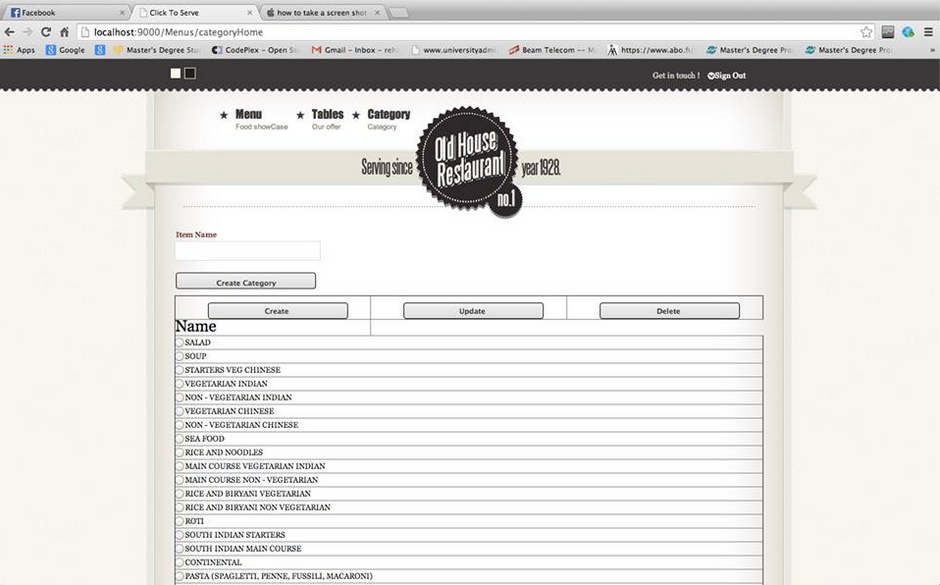 Facebook
Click To Serve
how to take a screen shot
localhost:9000/Menus/categoryHome
Apps
Google
Master's Degree Stu
CodePlex - Open So
Gmail - Inbox - reh
www.universityadmi
Beam Telecom -- M
https://www.abo.fi/
Master's Degree Pro
Master's Degree Pro
»
Get in touch !
Sign Out
Menu
Food showCase
Tables
Our offer
Category
Category
Old House
Restaurant
Serving since
year 1928.
no.1
Item Name
Create Category
Create
Update
Delete
Name
SALAD
SOUP
STARTERS VEG CHINESE
VEGETARIAN INDIAN
NON - VEGETARIAN INDIAN
VEGETARIAN CHINESE
NON - VEGETARIAN CHINESE
SEA FOOD
RICE AND NOODLES
MAIN COURSE VEGETARIAN INDIAN
MAIN COURSE NON - VEGETARIAN
RICE AND BIRYANI VEGETARIAN
RICE AND BIRYANI NON VEGETARIAN
ROTI
SOUTH INDIAN STARTERS
SOUTH INDIAN MAIN COURSE
CONTINENTAL
PASTA (SPAGLETTI, PENNE, FUSSILI, MACARONI)